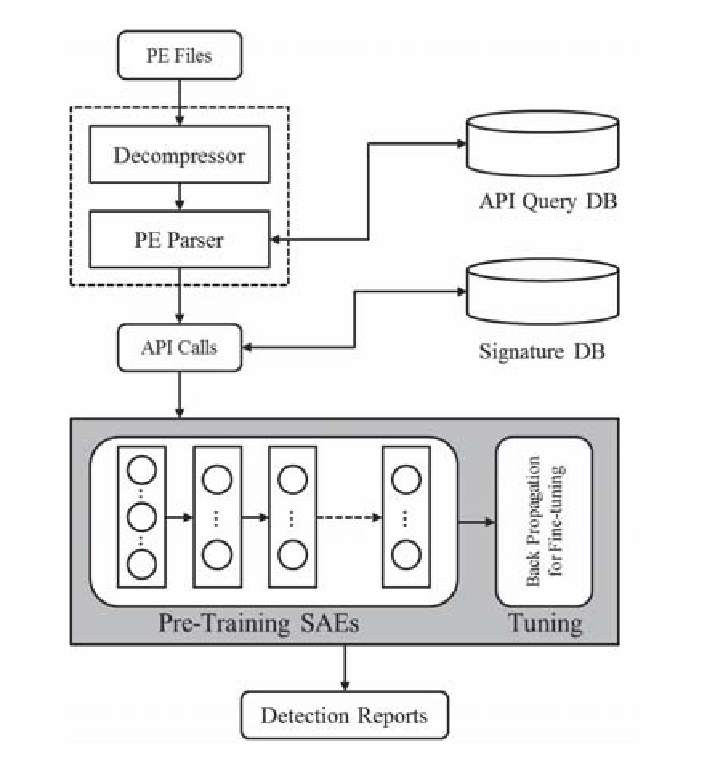 PE Files
Decompressor
API Query DB
PE Parser
Signature DB
API Calls
Back Propagation
for Fine-tuning
Pre-Training SAEs
Tuning
Detection Reports